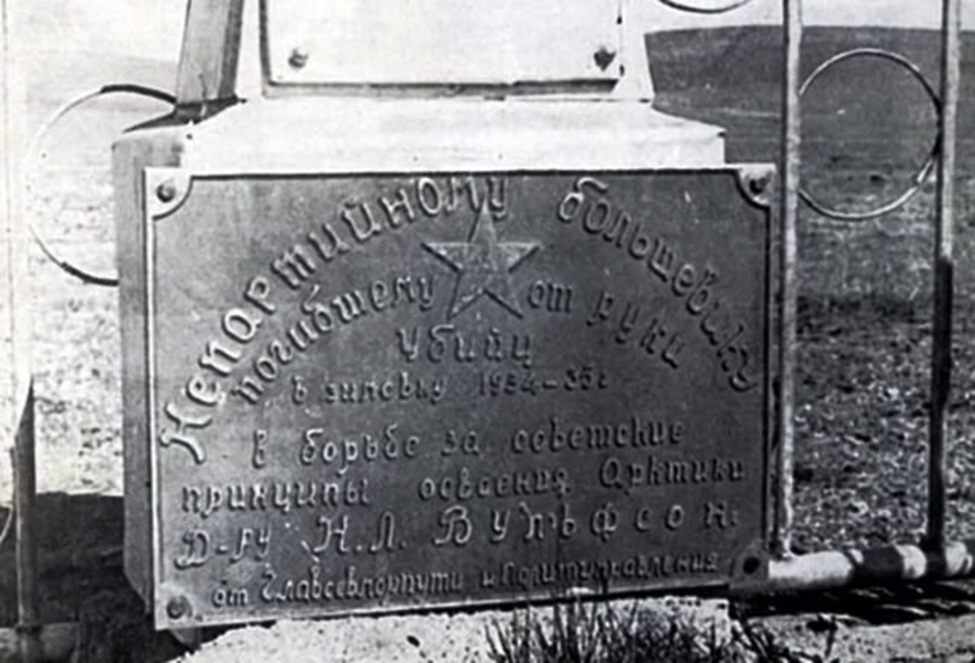 Непартийному большевику
погибшему от руки
Убийц
в зимовку 1934-35г
в борьбе за советские
принципы освоения Арктики
Д-ру Н.Л. Вульфсон.
от Главсевморпути и Политуправления